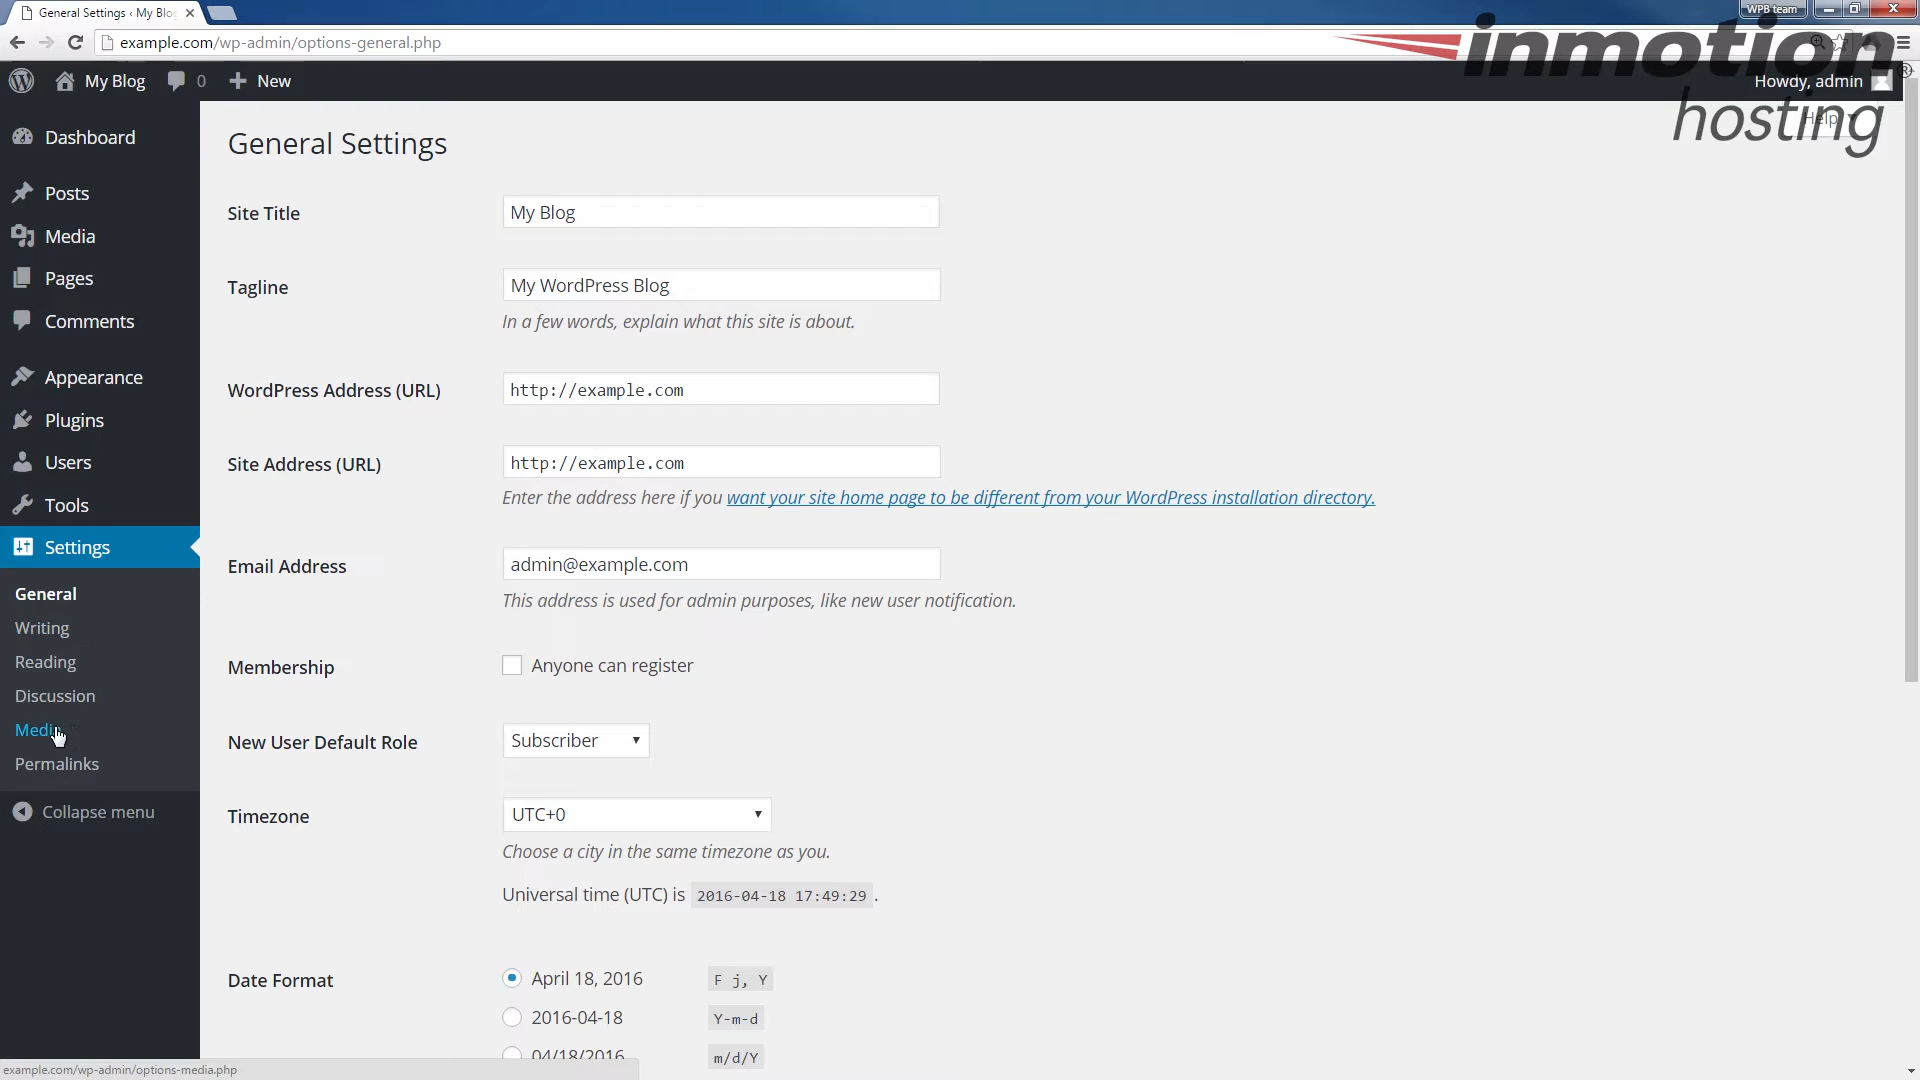 General Settings ‹ My Blo
WPB team
example.com/wp-admin/options-general.php
inmotion
hosting
®
My Blog
0
New
Howdy, admin
Help
Dashboard
Posts
Media
Pages
Comments
Appearance
Plugins
Users
Tools
Settings
General
Writing
Reading
Discussion
Media
Permalinks
Collapse menu
General Settings
Site Title
My Blog
Tagline
My WordPress Blog
In a few words, explain what this site is about.
WordPress Address (URL)
http://example.com
Site Address (URL)
http://example.com
Enter the address here if you want your site home page to be different from your WordPress installation directory.
Email Address
admin@example.com
This address is used for admin purposes, like new user notification.
Membership
Anyone can register
New User Default Role
Subscriber
Timezone
UTC+0
Choose a city in the same timezone as you.
Universal time (UTC) is 2016-04-18 17:49:29 .
Date Format
April 18, 2016 F j, Y
2016-04-18 Y-m-d
04/18/2016 m/d/Y
example.com/wp-admin/options-media.php